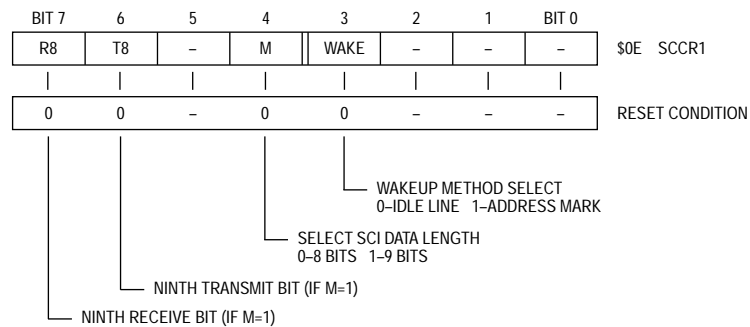 BIT 7 6 5 4 3 2 1 BIT 0
R8 T8 – M WAKE – – – $0E SCCR1
0 0 – 0 0 – – – RESET CONDITION
WAKEUP METHOD SELECT
0–IDLE LINE 1–ADDRESS MARK
SELECT SCI DATA LENGTH
0–8 BITS 1–9 BITS
NINTH TRANSMIT BIT (IF M=1)
NINTH RECEIVE BIT (IF M=1)